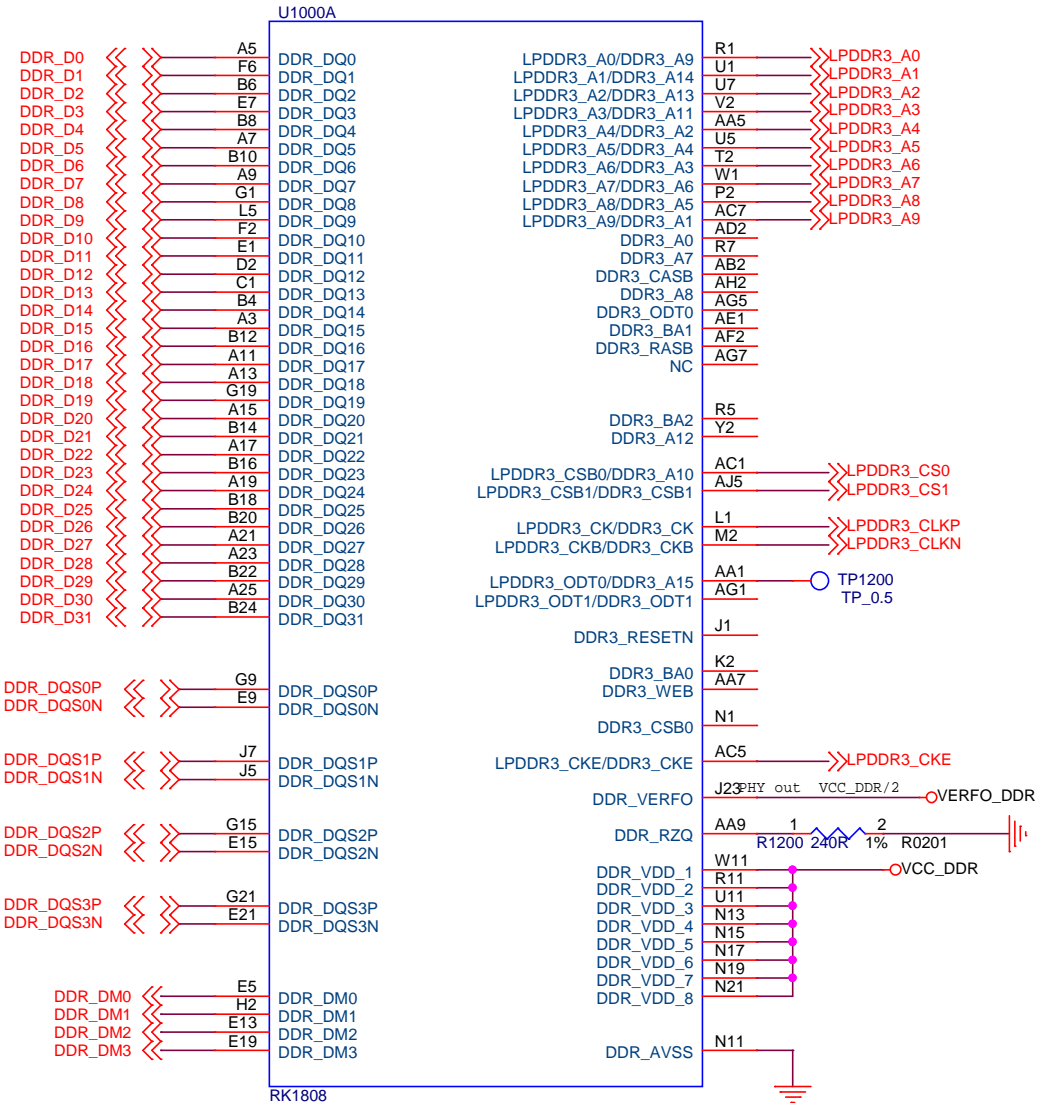 U1000A
DDR_D0 A5 DDR_DQ0 LPDDR3_A0/DDR3_A9 R1 LPDDR3_A0
DDR_D1 F6 DDR_DQ1 LPDDR3_A1/DDR3_A14 U1 LPDDR3_A1
DDR_D2 B6 DDR_DQ2 LPDDR3_A2/DDR3_A13 U7 LPDDR3_A2
DDR_D3 E7 DDR_DQ3 LPDDR3_A3/DDR3_A11 V2 LPDDR3_A3
DDR_D4 B8 DDR_DQ4 LPDDR3_A4/DDR3_A2 AA5 LPDDR3_A4
DDR_D5 A7 DDR_DQ5 LPDDR3_A5/DDR3_A4 U5 LPDDR3_A5
DDR_D6 B10 DDR_DQ6 LPDDR3_A6/DDR3_A3 T2 LPDDR3_A6
DDR_D7 A9 DDR_DQ7 LPDDR3_A7/DDR3_A6 W1 LPDDR3_A7
DDR_D8 G1 DDR_DQ8 LPDDR3_A8/DDR3_A5 P2 LPDDR3_A8
DDR_D9 L5 DDR_DQ9 LPDDR3_A9/DDR3_A1 AC7 LPDDR3_A9
DDR_D10 F2 DDR_DQ10 DDR3_A0 AD2
DDR_D11 E1 DDR_DQ11 DDR3_A7 R7
DDR_D12 D2 DDR_DQ12 DDR3_CASB AB2
DDR_D13 C1 DDR_DQ13 DDR3_A8 AH2
DDR_D14 B4 DDR_DQ14 DDR3_ODT0 AG5
DDR_D15 A3 DDR_DQ15 DDR3_BA1 AE1
DDR_D16 B12 DDR_DQ16 DDR3_RASB AF2
DDR_D17 A11 DDR_DQ17 NC AG7
DDR_D18 A13 DDR_DQ18
DDR_D19 G19 DDR_DQ19
DDR_D20 A15 DDR_DQ20 DDR3_BA2 R5
DDR_D21 B14 DDR_DQ21 DDR3_A12 Y2
DDR_D22 A17 DDR_DQ22
DDR_D23 B16 DDR_DQ23 LPDDR3_CSB0/DDR3_A10 AC1 LPDDR3_CS0
DDR_D24 A19 DDR_DQ24 LPDDR3_CSB1/DDR3_CSB1 AJ5 LPDDR3_CS1
DDR_D25 B18 DDR_DQ25
DDR_D26 B20 DDR_DQ26 LPDDR3_CK/DDR3_CK L1 LPDDR3_CLKP
DDR_D27 A21 DDR_DQ27 LPDDR3_CKB/DDR3_CKB M2 LPDDR3_CLKN
DDR_D28 A23 DDR_DQ28
DDR_D29 B22 DDR_DQ29 LPDDR3_ODT0/DDR3_A15 AA1 TP1200
DDR_D30 A25 DDR_DQ30 LPDDR3_ODT1/DDR3_ODT1 AG1 TP_0.5
DDR_D31 B24 DDR_DQ31
DDR3_RESETN J1
DDR3_BA0 K2
DDR_DQS0P G9 DDR_DQS0P DDR3_WEB AA7
DDR_DQS0N E9 DDR_DQS0N
DDR3_CSB0 N1
DDR_DQS1P J7 DDR_DQS1P LPDDR3_CKE/DDR3_CKE AC5 LPDDR3_CKE
DDR_DQS1N J5 DDR_DQS1N
DDR_VERFO J23 PHY out VCC_DDR/2 VERFO_DDR
DDR_DQS2P G15 DDR_DQS2P DDR_RZQ AA9 1 2
DDR_DQS2N E15 DDR_DQS2N R1200 240R 1% R0201
DDR_VDD_1 W11 VCC_DDR
DDR_VDD_2 R11
DDR_DQS3P G21 DDR_DQS3P DDR_VDD_3 U11
DDR_DQS3N E21 DDR_DQS3N DDR_VDD_4 N13
DDR_VDD_5 N15
DDR_VDD_6 N17
DDR_VDD_7 N19
DDR_DM0 E5 DDR_DM0 DDR_VDD_8 N21
DDR_DM1 H2 DDR_DM1
DDR_DM2 E13 DDR_DM2
DDR_DM3 E19 DDR_DM3 DDR_AVSS N11
RK1808